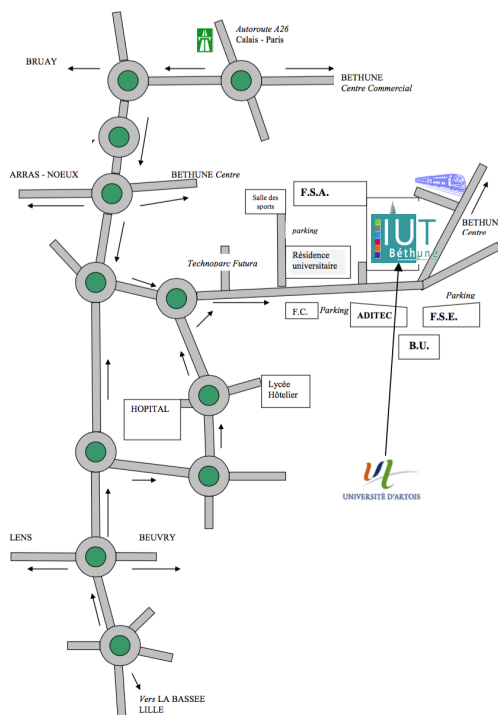 Autoroute A26
Calais - Paris
BRUAY
BETHUNE
Centre Commercial
ARRAS - NOEUX
BETHUNE Centre
Salle des
sports
F.S.A.
parking
IUT
Béthune
BETHUNE
Centre
Technoparc Futura
Résidence
universitaire
F.C.
Parking
ADITEC
Parking
F.S.E.
B.U.
HOPITAL
Lycée
Hôtelier
UNIVERSITÉ D'ARTOIS
LENS
BEUVRY
Vers LA BASSEE
LILLE